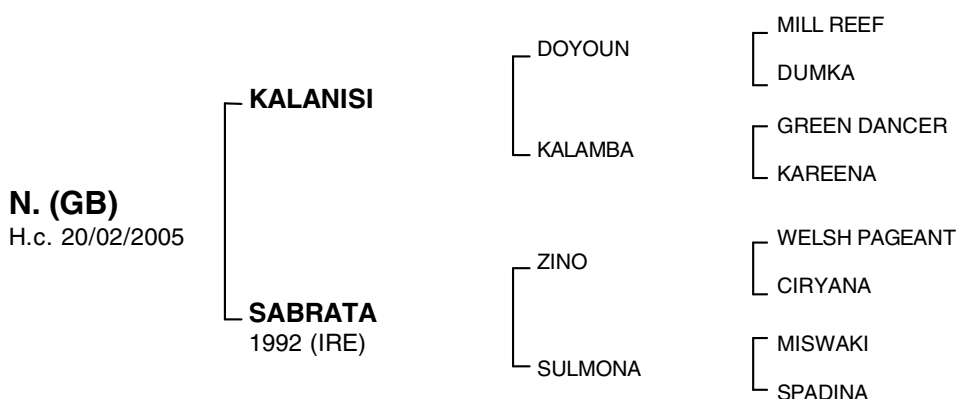 N. (GB)
H.c. 20/02/2005
KALANISI
SABRATA
1992 (IRE)
DOYOUN
KALAMBA
ZINO
SULMONA
MILL REEF
DUMKA
GREEN DANCER
KAREENA
WELSH PAGEANT
CIRYANA
MISWAKI
SPADINA